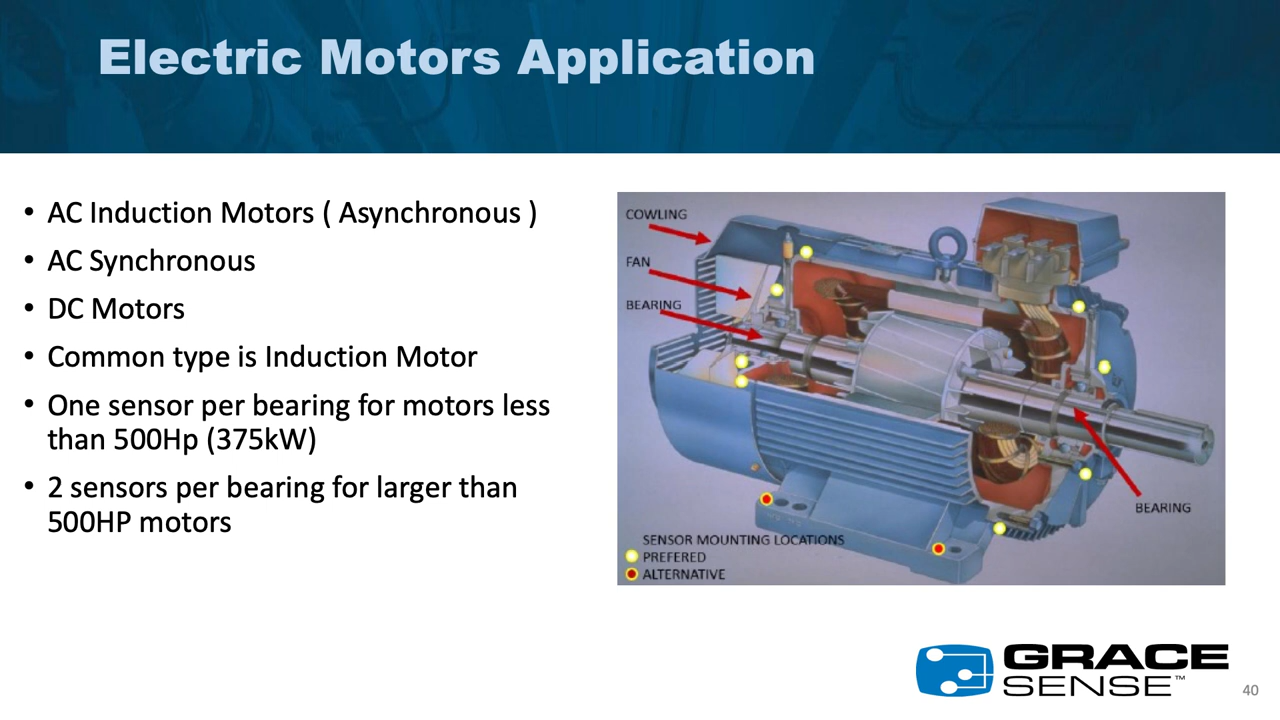 Electric Motors Application
• AC Induction Motors ( Asynchronous )
• AC Synchronous
• DC Motors
• Common type is Induction Motor
• One sensor per bearing for motors less
than 500Hp (375kW)
• 2 sensors per bearing for larger than
500HP motors
COWLING
FAN
BEARING
BEARING
SENSOR MOUNTING LOCATIONS
PREFERED
ALTERNATIVE
GRACE
SENSE™
40